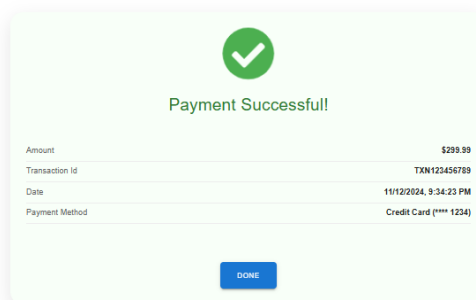 Payment Successful!
Amount $299.99
Transaction Id TXN123456789
Date 11/12/2024, 9:34:23 PM
Payment Method Credit Card (**** 1234)
DONE